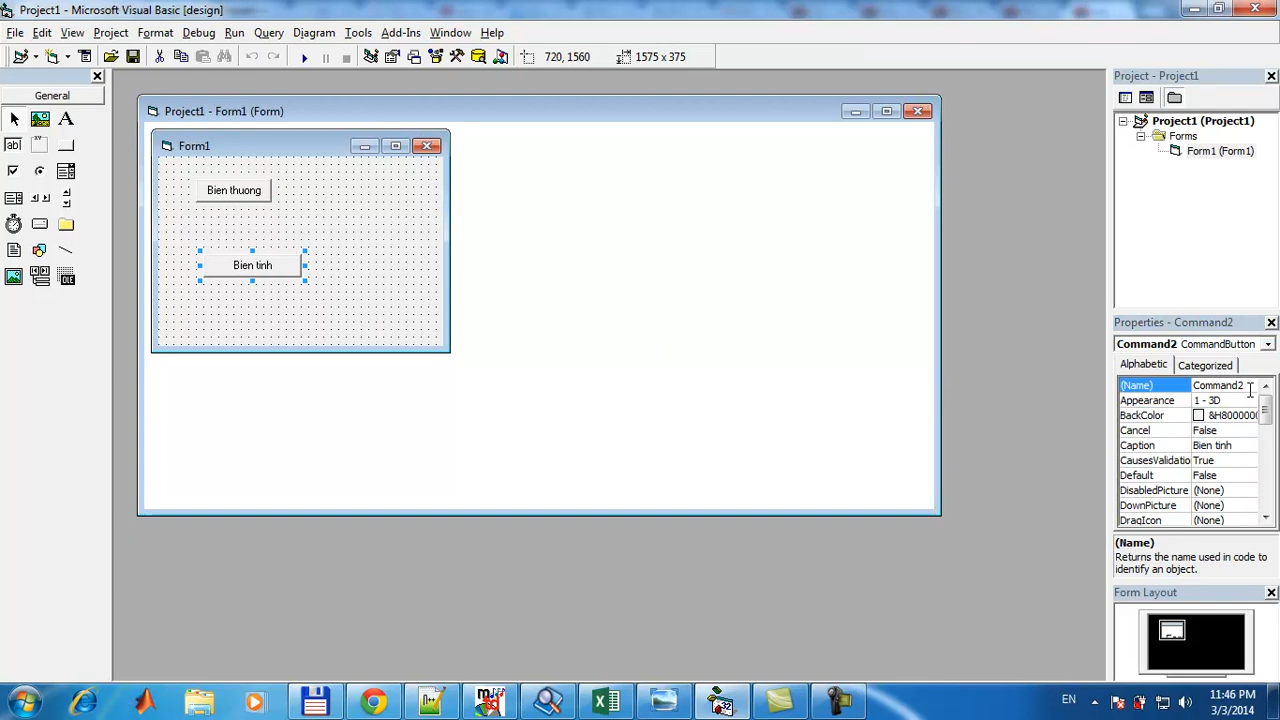 Project1 - Microsoft Visual Basic [design]
File Edit View Project Format Debug Run Query Diagram Tools Add-Ins Window Help
720, 1560 1575 x 375
General
Project1 - Form1 (Form)
Form1
Bien thuong
Bien tinh
Project - Project1
Project1 (Project1)
Forms
Form1 (Form1)
Properties - Command2
Command2 CommandButton
Alphabetic Categorized
(Name) Command2
Appearance 1 - 3D
BackColor &H8000000
Cancel False
Caption Bien tinh
CausesValidatio True
Default False
DisabledPicture (None)
DownPicture (None)
DragIcon (None)
(Name)
Returns the name used in code to
identify an object.
Form Layout
EN
11:46 PM
3/3/2014